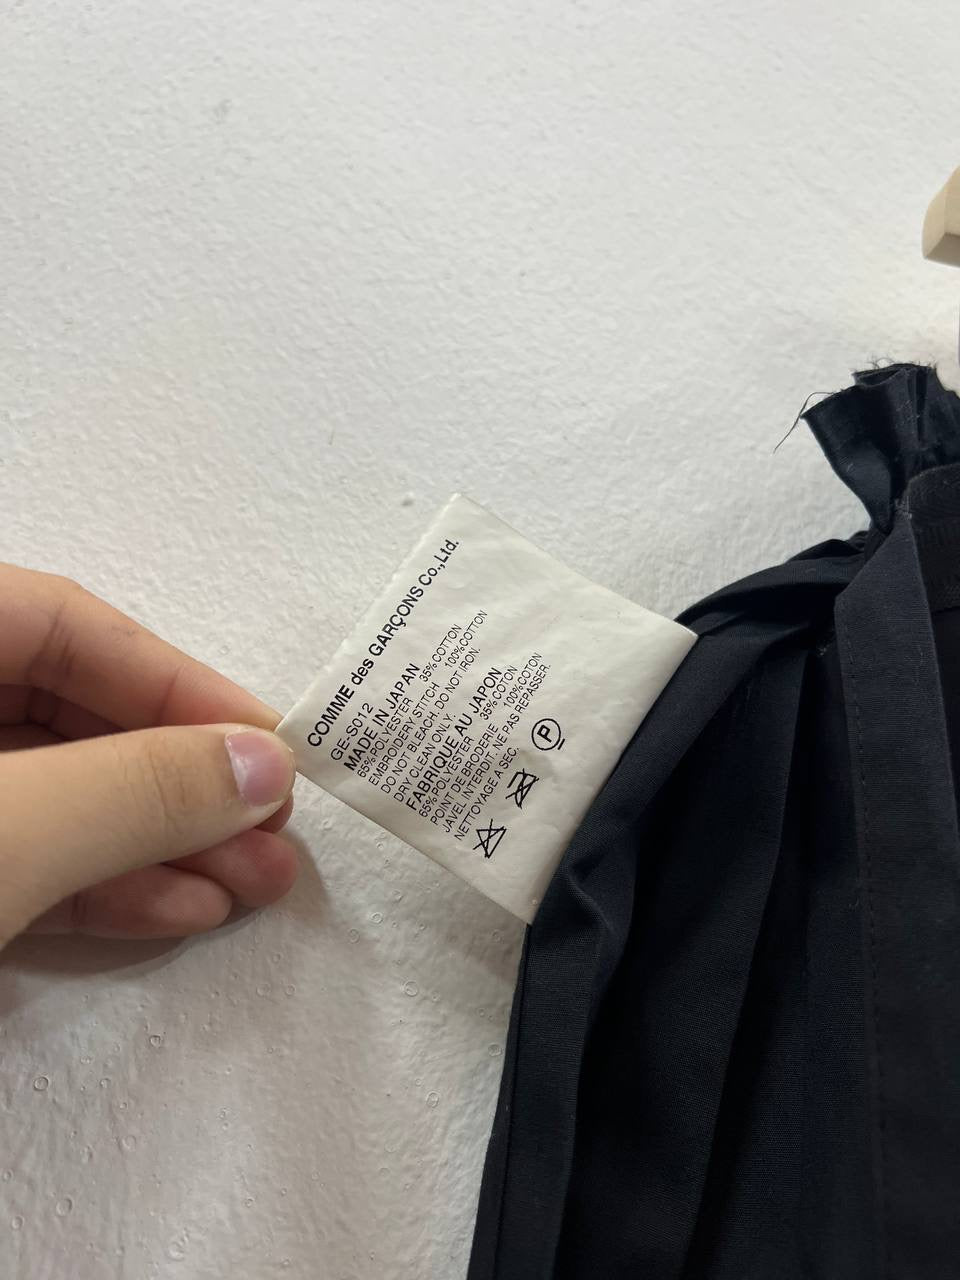 COMME des GARÇONS Co.,Ltd.
GE-S012
MADE IN JAPAN
65% POLYESTER 35% COTTON
EMBROIDERY STITCH 100% COTTON
DO NOT BLEACH. DO NOT IRON.
DRY CLEAN ONLY.
FABRIQUE AU JAPON
65% POLYESTER 35% COTON
POINT DE BRODERIE 100% COTON
JAVEL INTERDIT. NE PAS REPASSER.
NETTOYAGE A SEC.
P